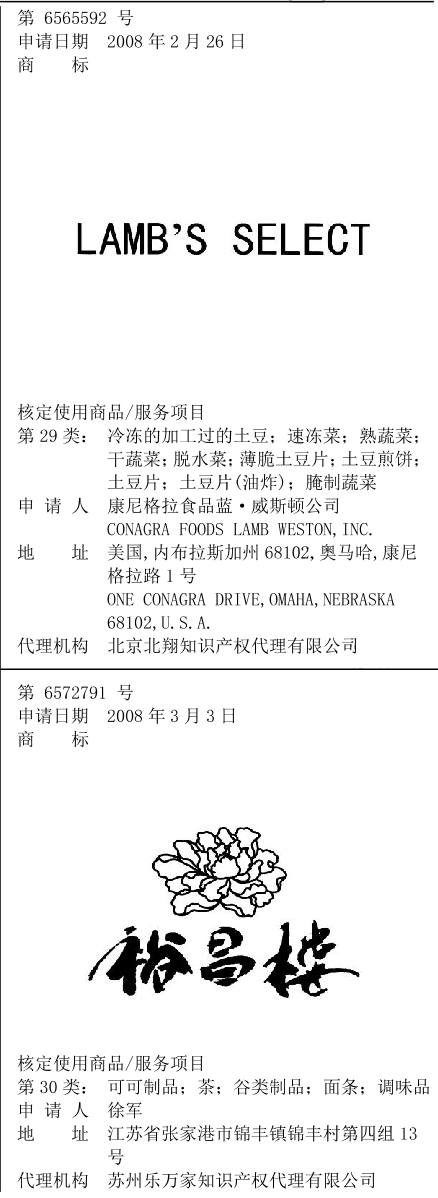 第 6565592 号
申请日期 2008 年 2 月 26 日
商 标
LAMB'S SELECT
核定使用商品/服务项目
第 29 类: 冷冻的加工过的土豆; 速冻菜; 熟蔬菜;
干蔬菜; 脱水菜; 薄脆土豆片; 土豆煎饼;
土豆片; 土豆片(油炸); 腌制蔬菜
申 请 人 康尼格拉食品蓝·威斯顿公司
CONAGRA FOODS LAMB WESTON,INC.
地 址 美国,内布拉斯加州 68102,奥马哈,康尼
格拉路 1 号
ONE CONAGRA DRIVE,OMAHA,NEBRASKA
68102,U.S.A.
代理机构 北京北翔知识产权代理有限公司
第 6572791 号
申请日期 2008 年 3 月 3 日
商 标
裕昌楼
核定使用商品/服务项目
第 30 类: 可可制品; 茶; 谷类制品; 面条; 调味品
申 请 人 徐军
地 址 江苏省张家港市锦丰镇锦丰村第四组 13
号
代理机构 苏州乐万家知识产权代理有限公司